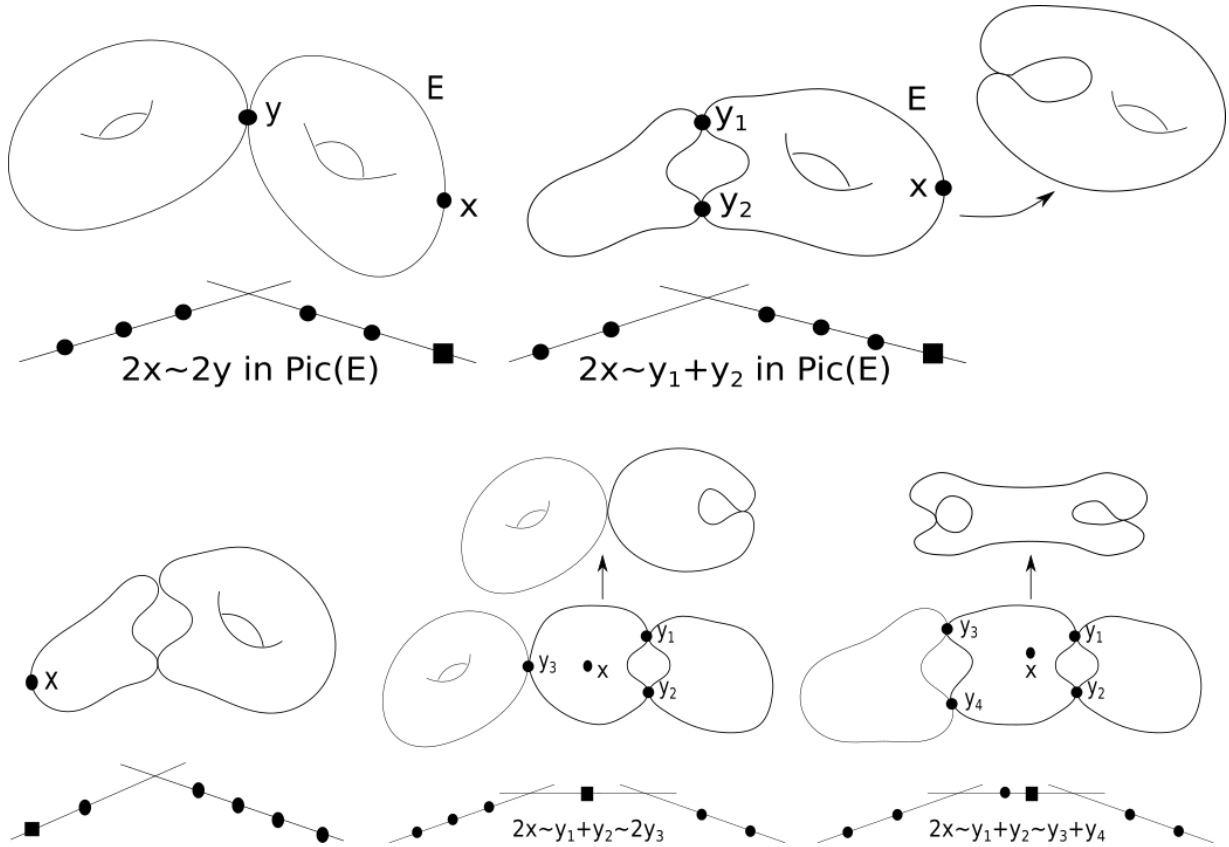 E
y
x
2x~2y in Pic(E)
E
y₁
x
y₂
2x~y₁+y₂ in Pic(E)
x
y₃
y₁
x
y₂
2x~y₁+y₂~2y₃
y₃
y₁
x
y₂
y₄
2x~y₁+y₂~y₃+y₄